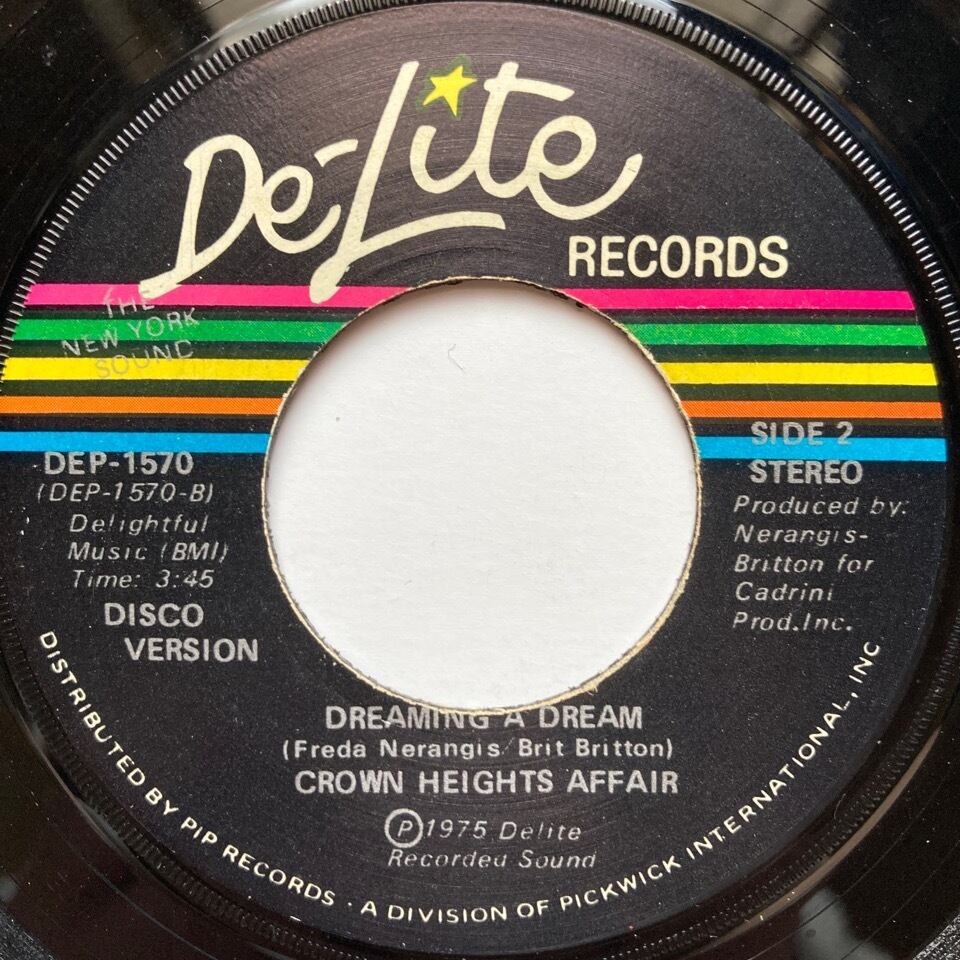 De-Lite
RECORDS
THE
NEW YORK
SOUND
DEP-1570
(DEP-1570-B)
Delightful
Music (BMI)
Time: 3:45
DISCO
VERSION
SIDE 2
STEREO
Produced by:
Nerangis-
Britton for
Cadrini
Prod.Inc.
DREAMING A DREAM
(Freda Nerangis/Brit Britton)
CROWN HEIGHTS AFFAIR
Ⓟ1975 Delite
Recorded Sound
DISTRIBUTED BY PIP RECORDS · A DIVISION OF PICKWICK INTERNATIONAL, INC